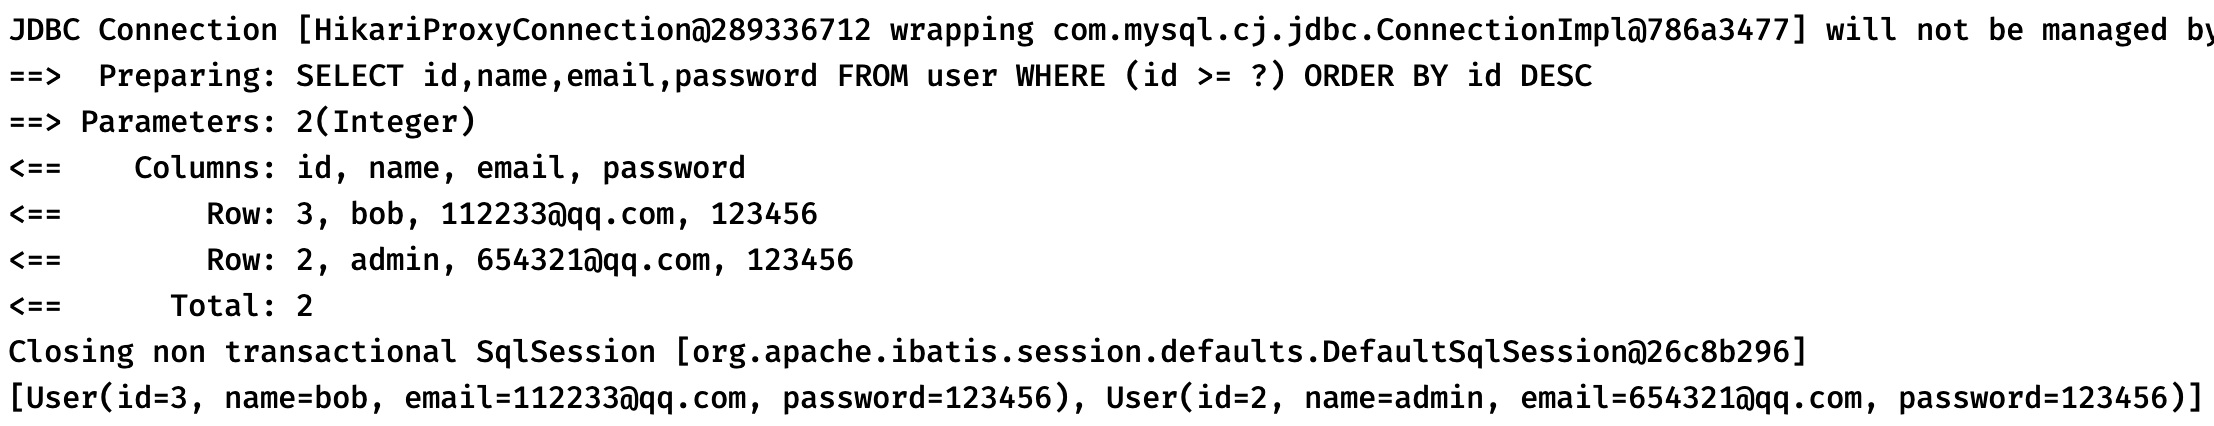 JDBC Connection [HikariProxyConnection@289336712 wrapping com.mysql.cj.jdbc.ConnectionImpl@786a3477] will not be managed by
==>  Preparing: SELECT id,name,email,password FROM user WHERE (id >= ?) ORDER BY id DESC
==> Parameters: 2(Integer)
<==    Columns: id, name, email, password
<==        Row: 3, bob, 112233@qq.com, 123456
<==        Row: 2, admin, 654321@qq.com, 123456
<==      Total: 2
Closing non transactional SqlSession [org.apache.ibatis.session.defaults.DefaultSqlSession@26c8b296]
[User(id=3, name=bob, email=112233@qq.com, password=123456), User(id=2, name=admin, email=654321@qq.com, password=123456)]